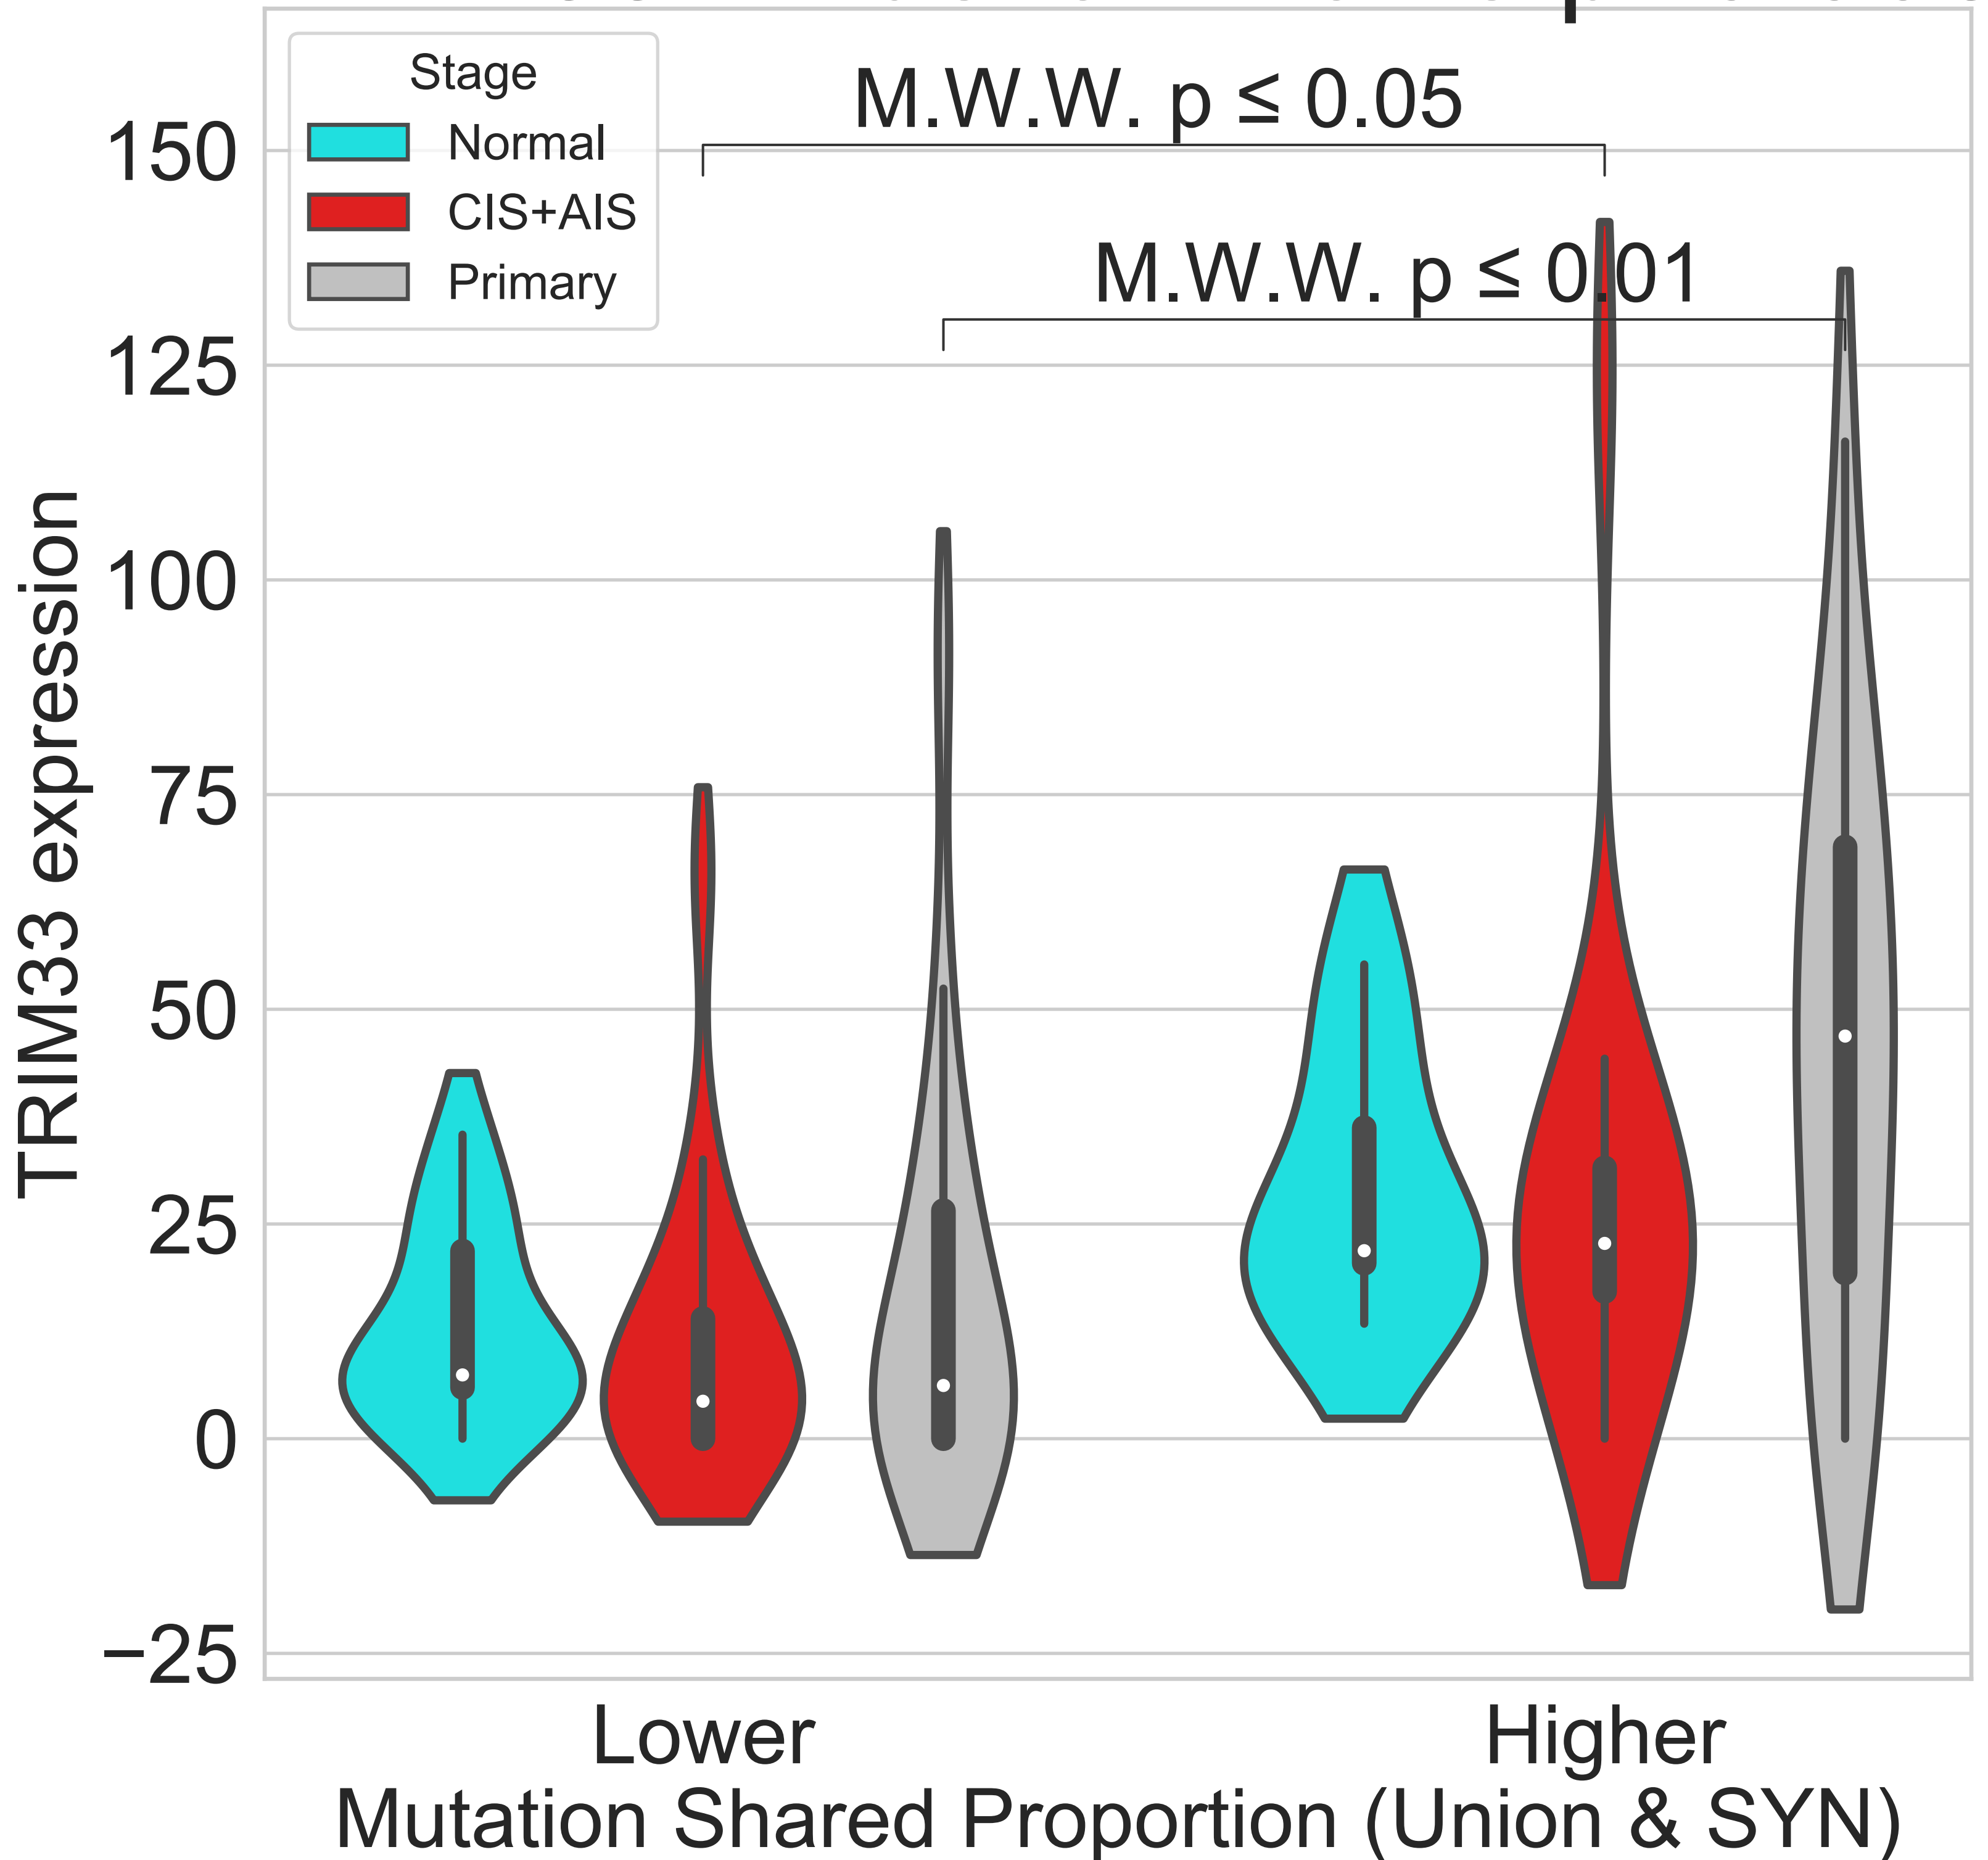 Stage
Normal
CIS+AIS
Primary
M.W.W. p ≤ 0.05
M.W.W. p ≤ 0.01
150
125
100
75
50
25
0
−25
TRIM33 expression
Lower
Higher
Mutation Shared Proportion (Union & SYN)